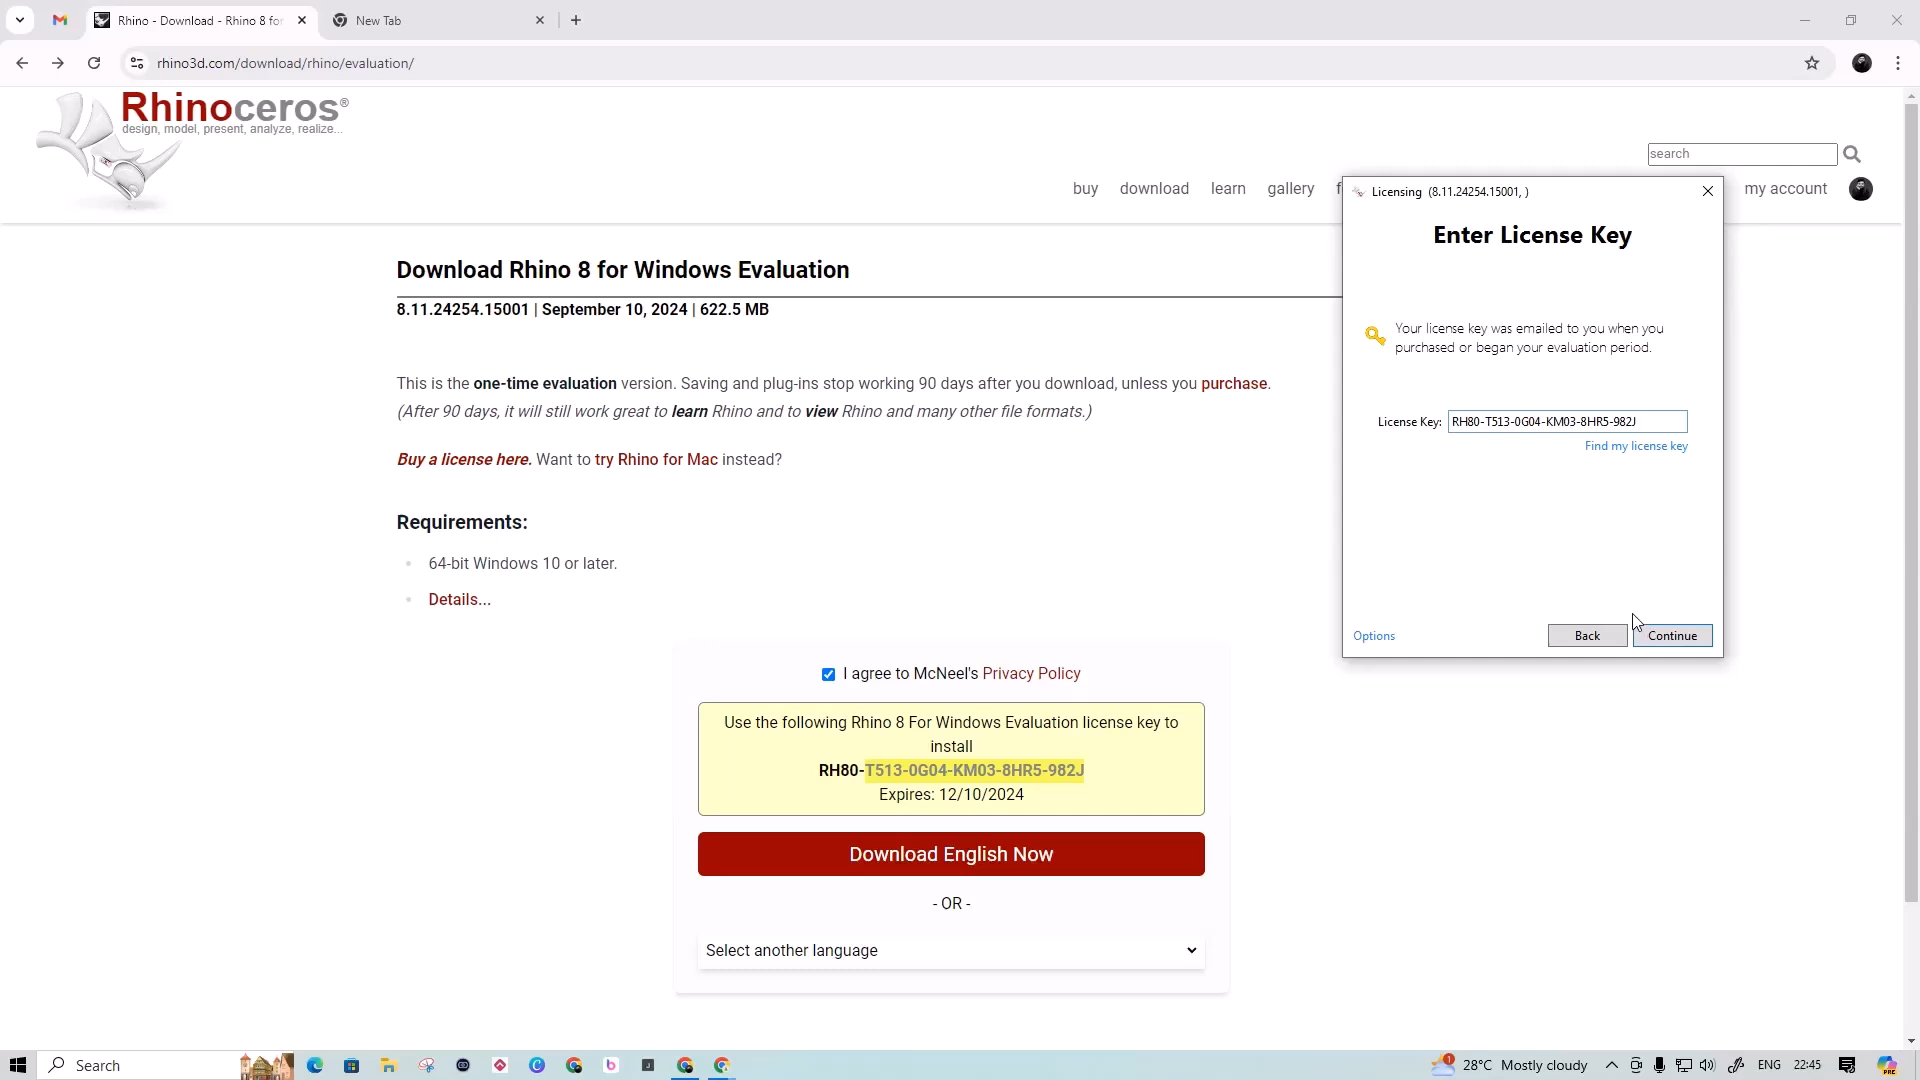 Rhino - Download - Rhino 8 for
New Tab
rhino3d.com/download/rhino/evaluation/
Rhinoceros®
design, model, present, analyze, realize...
search
buy
download
learn
gallery
my account
Licensing (8.11.24254.15001, )
Enter License Key
Your license key was emailed to you when you
purchased or began your evaluation period.
License Key: RH80-T513-0G04-KM03-8HR5-982J
Find my license key
Options
Back
Continue
Download Rhino 8 for Windows Evaluation
8.11.24254.15001 | September 10, 2024 | 622.5 MB
This is the one-time evaluation version. Saving and plug-ins stop working 90 days after you download, unless you purchase.
(After 90 days, it will still work great to learn Rhino and to view Rhino and many other file formats.)
Buy a license here. Want to try Rhino for Mac instead?
Requirements:
64-bit Windows 10 or later.
Details...
I agree to McNeel's Privacy Policy
Use the following Rhino 8 For Windows Evaluation license key to
install
RH80-T513-0G04-KM03-8HR5-982J
Expires: 12/10/2024
Download English Now
- OR -
Select another language
Search
1
28°C Mostly cloudy
ENG
22:45
PRE